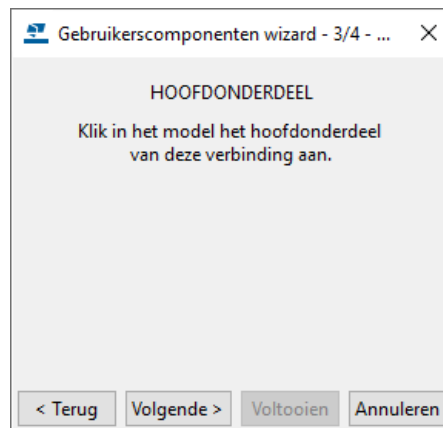 Gebruikerscomponenten wizard - 3/4 - ...
HOOFDONDERDEEL
Klik in het model het hoofdonderdeel
van deze verbinding aan.
< Terug
Volgende >
Voltooien
Annuleren